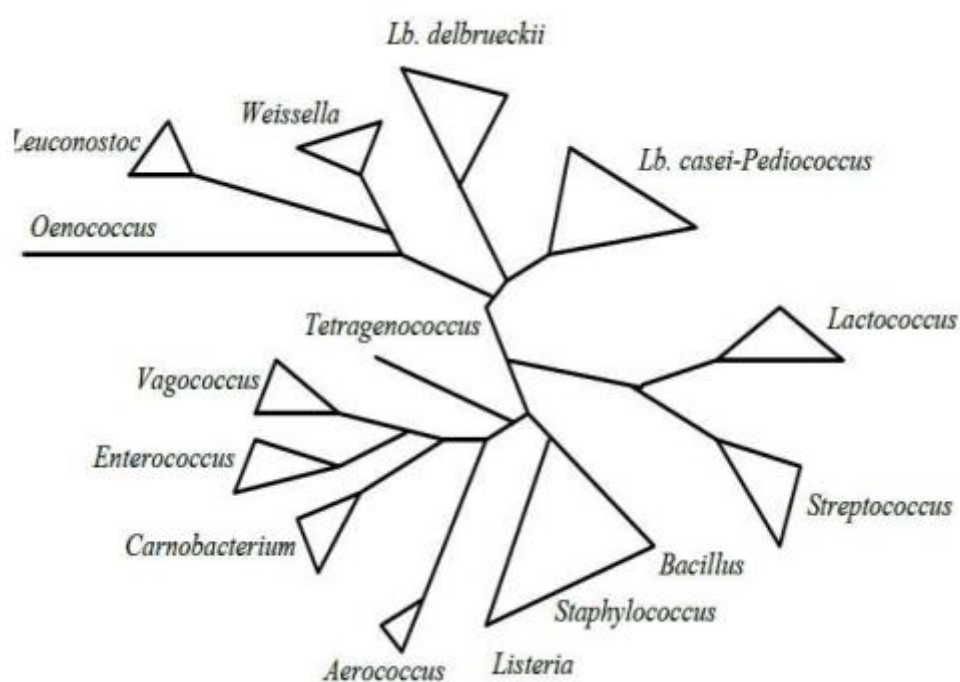 Lb. delbrueckii
Weissella
Leuconostoc
Lb. casei-Pediococcus
Oenococcus
Tetragenococcus
Lactococcus
Vagococcus
Enterococcus
Streptococcus
Carnobacterium
Bacillus
Staphylococcus
Listeria
Aerococcus